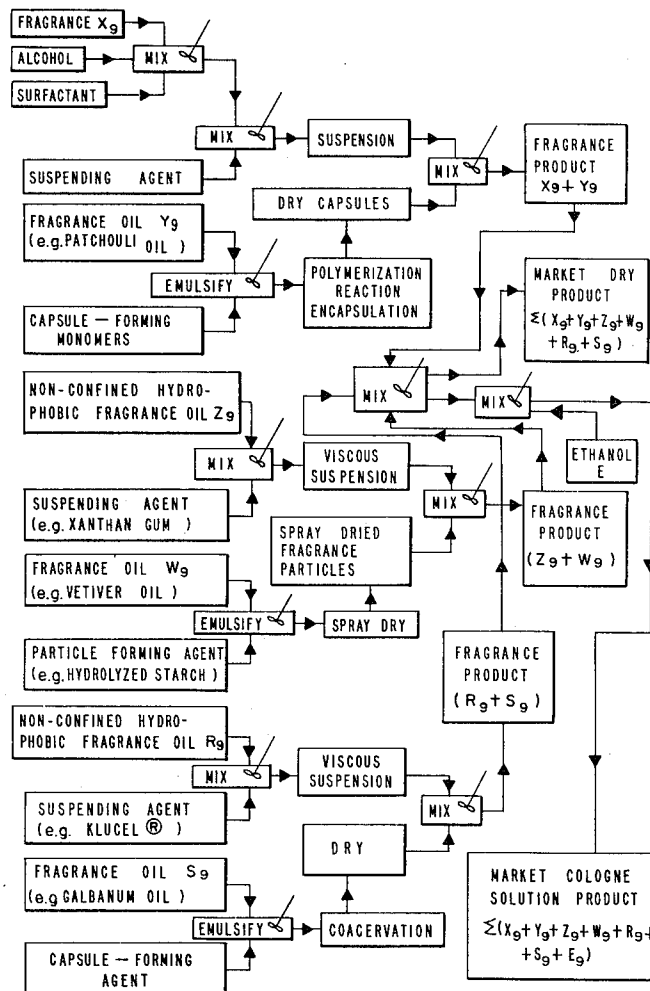 FRAGRANCE X9
ALCOHOL
SURFACTANT
MIX
MIX
SUSPENDING AGENT
SUSPENSION
MIX
FRAGRANCE
PRODUCT
X9 + Y9
DRY CAPSULES
FRAGRANCE OIL Y9
(e.g. PATCHOULI
OIL )
EMULSIFY
CAPSULE — FORMING
MONOMERS
POLYMERIZATION
REACTION
ENCAPSULATION
MARKET DRY
PRODUCT
Σ(X9+Y9+Z9+W9
+R9+S9)
MIX
MIX
ETHANOL
E
NON-CONFINED HYDRO-
PHOBIC FRAGRANCE OIL Z9
MIX
SUSPENDING AGENT
(e.g. XANTHAN GUM )
VISCOUS
SUSPENSION
MIX
FRAGRANCE
PRODUCT
(Z9+W9)
SPRAY DRIED
FRAGRANCE
PARTICLES
FRAGRANCE OIL W9
(e.g. VETIVER OIL )
EMULSIFY
SPRAY DRY
PARTICLE FORMING AGENT
(e.g. HYDROLYZED STARCH)
FRAGRANCE
PRODUCT
(R9+S9)
NON-CONFINED HYDRO-
PHOBIC FRAGRANCE OIL R9
MIX
SUSPENDING AGENT
(e.g. KLUCEL ® )
VISCOUS
SUSPENSION
MIX
DRY
FRAGRANCE OIL S9
(e.g GALBANUM OIL )
EMULSIFY
COACERVATION
CAPSULE — FORMING
AGENT
MARKET COLOGNE
SOLUTION PRODUCT
Σ(X9+Y9+Z9+W9+R9+
+S9+E9)